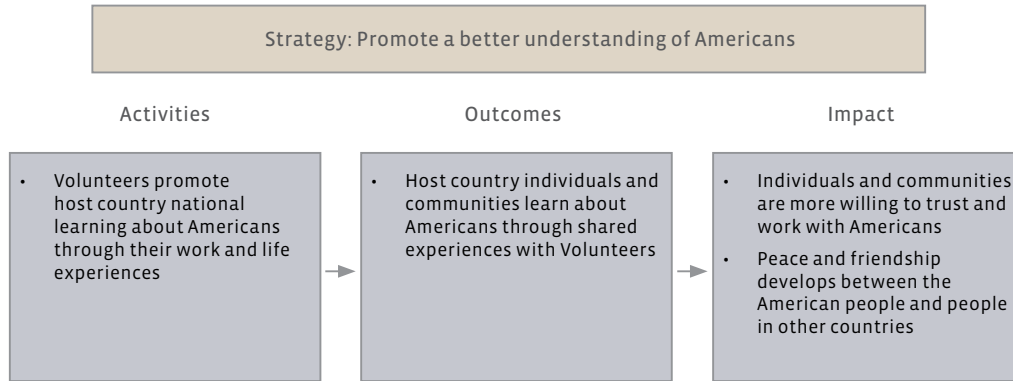 Strategy: Promote a better understanding of Americans
Activities
• Volunteers promote
host country national
learning about Americans
through their work and life
experiences
Outcomes
• Host country individuals and
communities learn about
Americans through shared
experiences with Volunteers
Impact
• Individuals and communities
are more willing to trust and
work with Americans
• Peace and friendship
develops between the
American people and people
in other countries